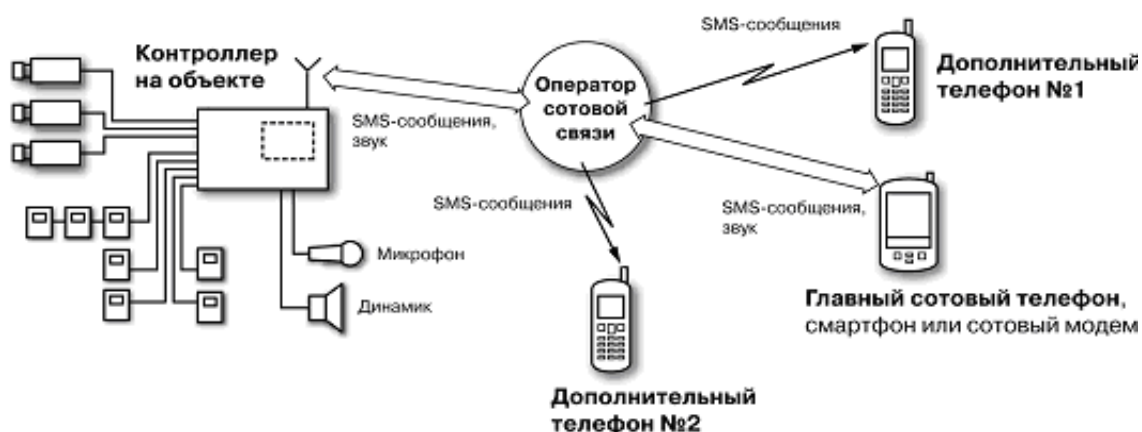 SMS-сообщения
Контроллер
на объекте
Оператор
сотовой
связи
Дополнительный
телефон №1
SMS-сообщения,
звук
SMS-сообщения
SMS-сообщения,
звук
Микрофон
Динамик
Главный сотовый телефон,
смартфон или сотовый модем
Дополнительный
телефон №2